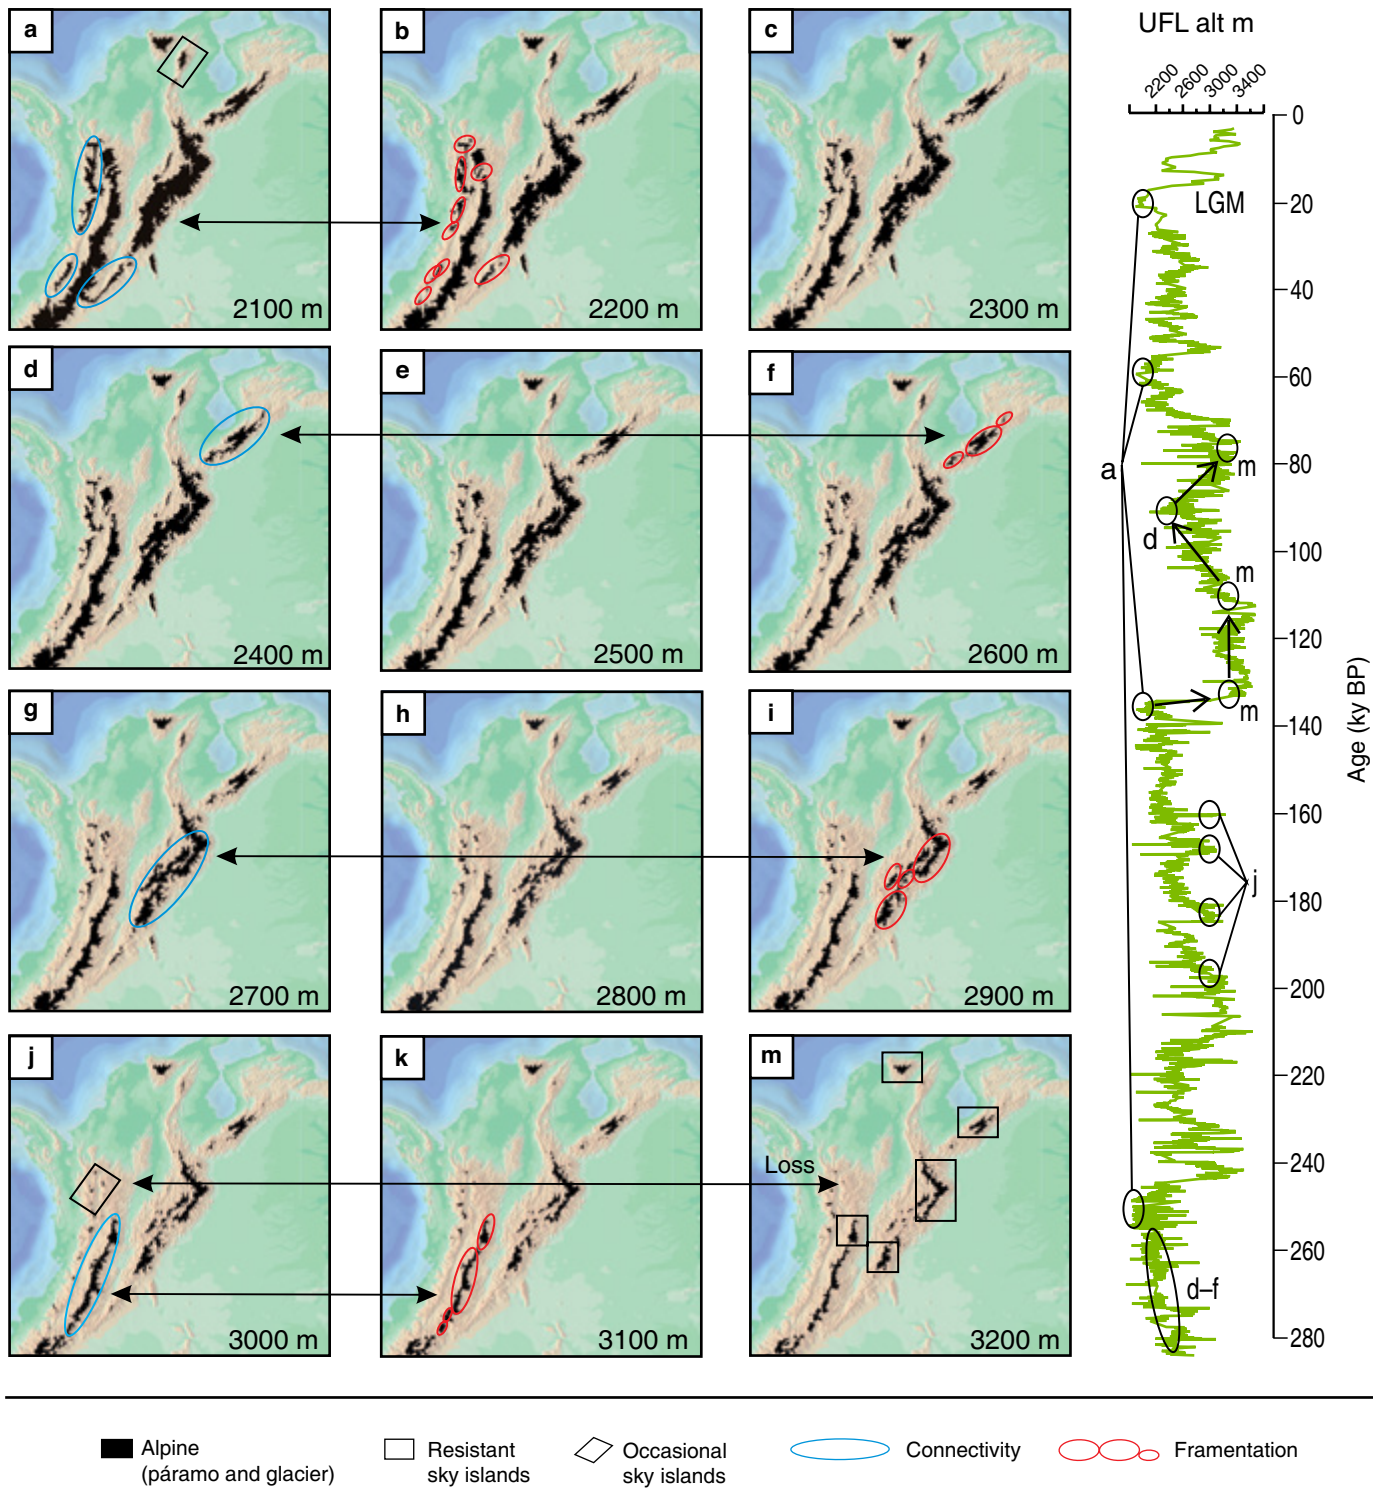 a
2100 m
b
2200 m
c
2300 m
d
2400 m
e
2500 m
f
2600 m
g
2700 m
h
2800 m
i
2900 m
j
3000 m
k
3100 m
m
Loss
3200 m
UFL alt m
2200
2600
3000
3400
0
20
40
60
80
100
120
140
160
180
200
220
240
260
280
Age (ky BP)
LGM
a
m
d
m
m
j
d–f
Alpine
(páramo and glacier)
Resistant
sky islands
Occasional
sky islands
Connectivity
Framentation